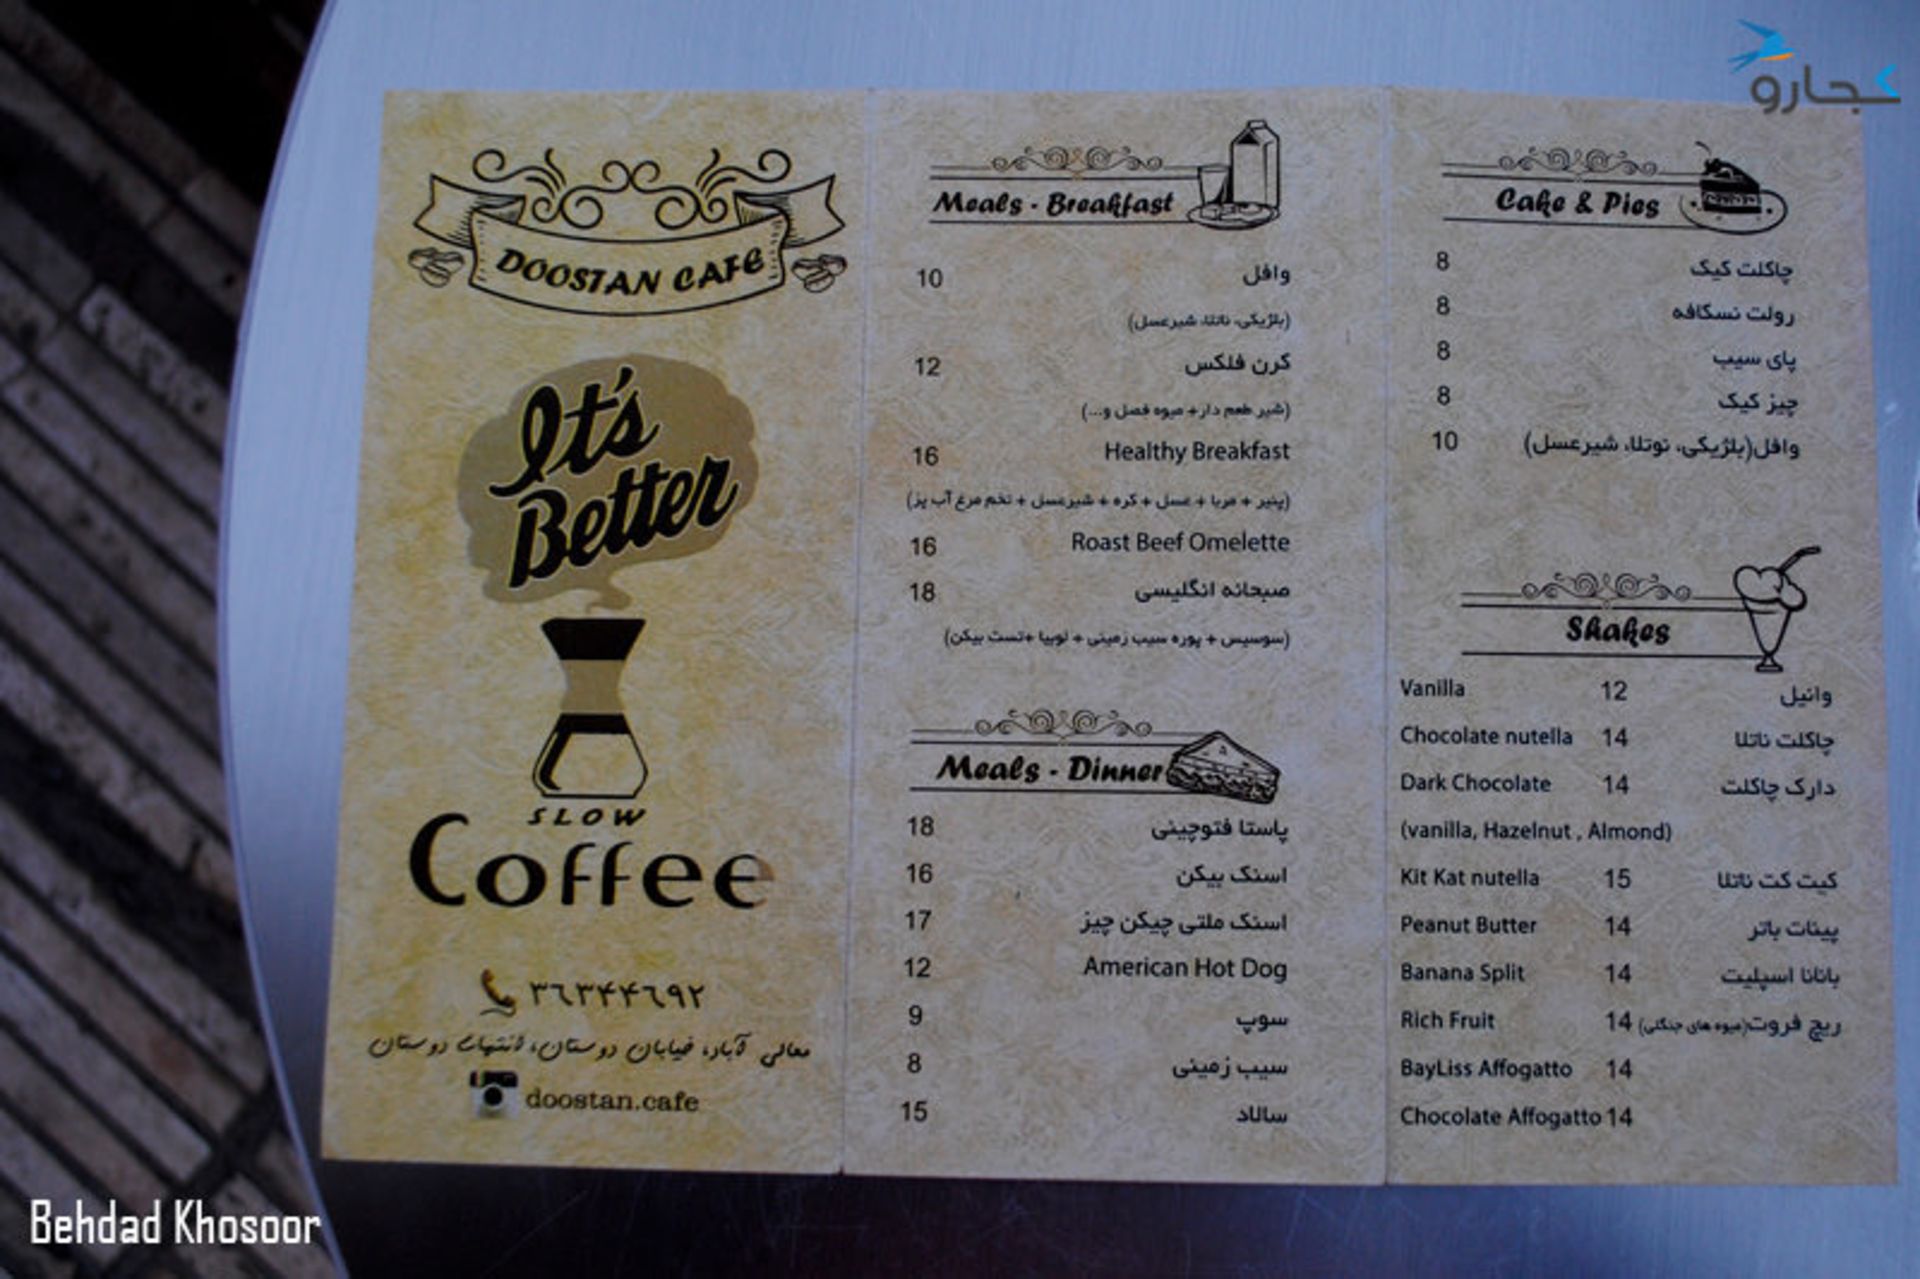 کجارو
DOOSTAN CAFE
It's
Better
SLOW
Coffee
۳۶۳۴۴۶۹۲
معالی آباد، خیابان دوستان، انتهای دوستان
doostan.cafe
Meals - Breakfast
وافل 10
(بلژیکی، ناتلا، شیرعسل)
کرن فلکس 12
(شیر طعم دار+ میوه فصل و...)
Healthy Breakfast 16
(پنیر + مربا + عسل + کره + شیرعسل + تخم مرغ آب پز)
Roast Beef Omelette 16
صبحانه انگلیسی 18
(سوسیس + پوره سیب زمینی + لوبیا +تست بیکن)
Meals - Dinner
پاستا فتوچینی 18
اسنک بیکن 16
اسنک ملتی چیکن چیز 17
American Hot Dog 12
سوپ 9
سیب زمینی 8
سالاد 15
Cake & Pies
چاکلت کیک 8
رولت نسکافه 8
پای سیب 8
چیز کیک 8
وافل(بلژیکی، نوتلا، شیرعسل) 10
Shakes
Vanilla 12 وانیل
Chocolate nutella 14 چاکلت ناتلا
Dark Chocolate 14 دارک چاکلت
(vanilla, Hazelnut , Almond)
Kit Kat nutella 15 کیت کت ناتلا
Peanut Butter 14 پینات باتر
Banana Split 14 بانانا اسپلیت
Rich Fruit 14 ریچ فروت(میوه های جنگلی)
BayLiss Affogatto 14
Chocolate Affogatto 14
Behdad Khosoor